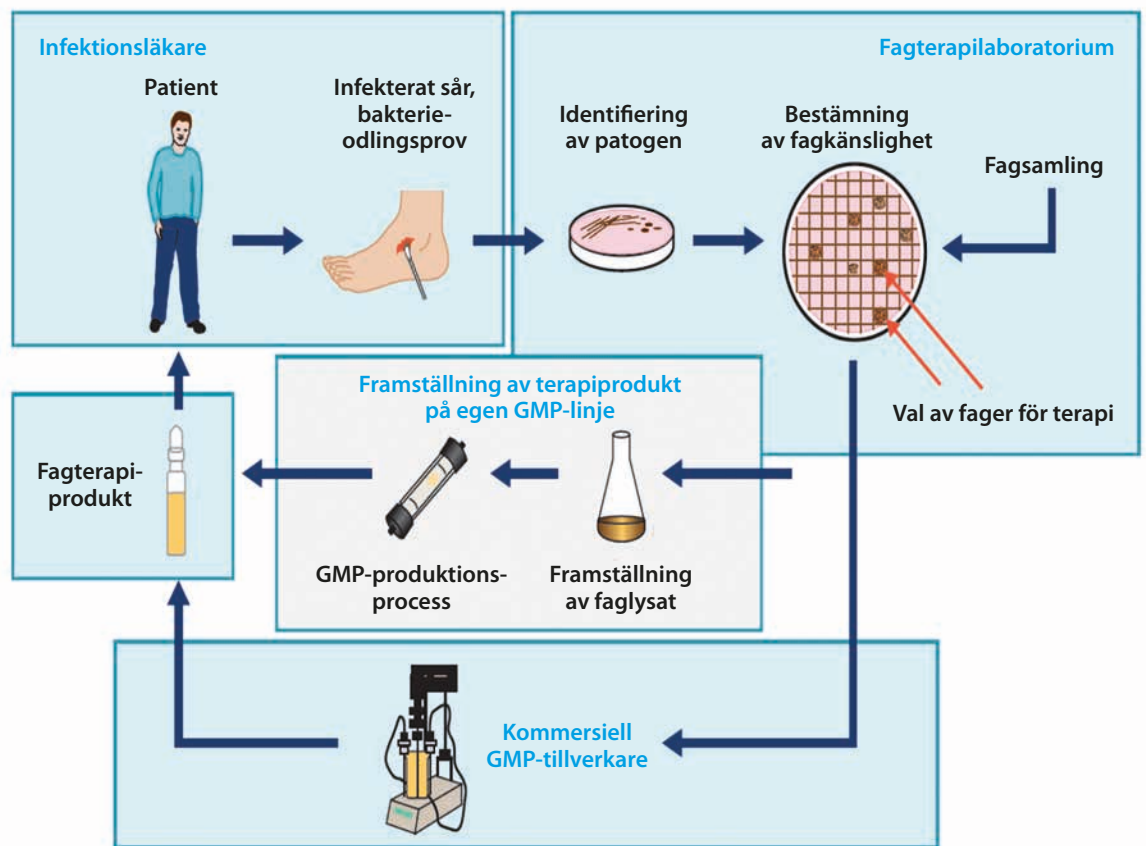 Infektionsläkare
Patient
Infekterat sår,
bakterie-
odlingsprov
Fagterapilaboratorium
Identifiering
av patogen
Bestämning
av fagkänslighet
Fagsamling
Val av fager för terapi
Framställning av terapiprodukt
på egen GMP-linje
Fagterapi-
produkt
GMP-produktions-
process
Framställning
av faglysat
Kommersiell
GMP-tillverkare